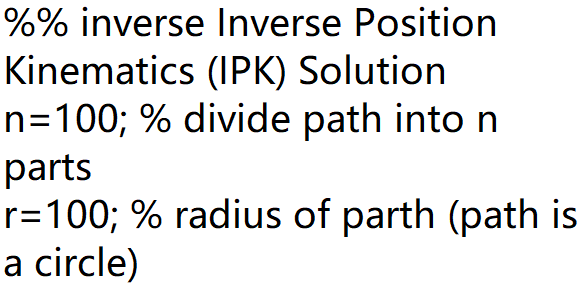 %% inverse Inverse Position
Kinematics (IPK) Solution
n=100; % divide path into n
parts
r=100; % radius of parth (path is
a circle)